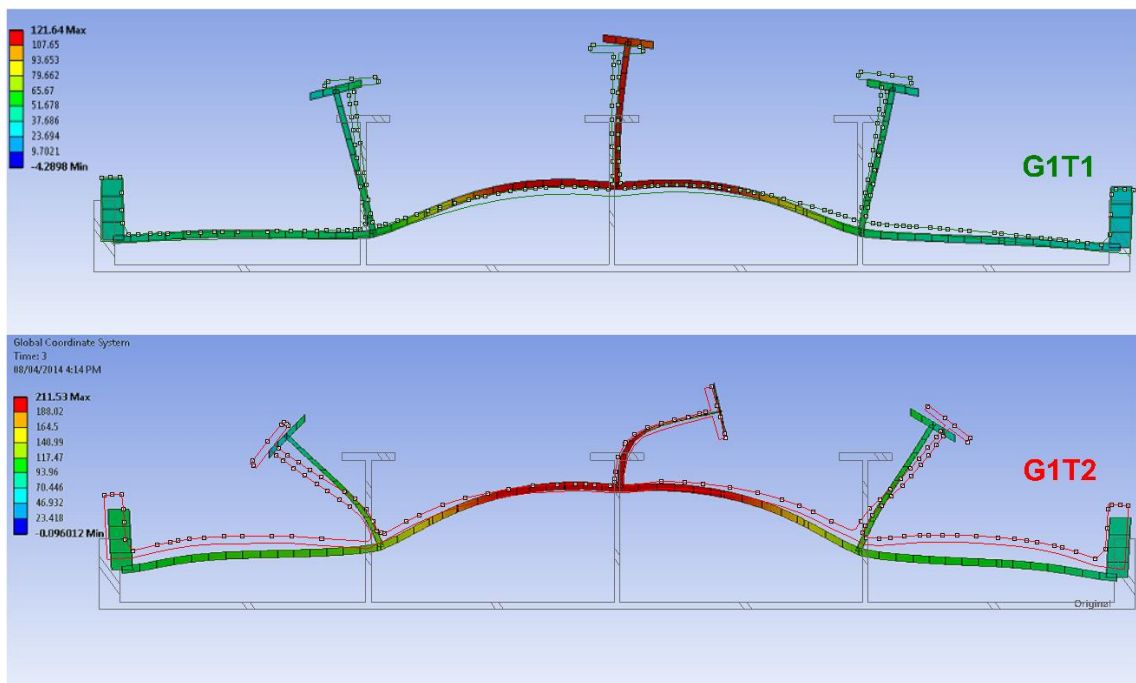 121.64 Max
107.65
93.653
79.662
65.67
51.678
37.686
23.694
9.7021
-4.2898 Min
G1T1
Global Coordinate System
Time: 3
08/04/2014 4:14 PM
211.53 Max
188.02
164.5
140.99
117.47
93.96
70.446
46.932
23.418
-0.096012 Min
G1T2
Original